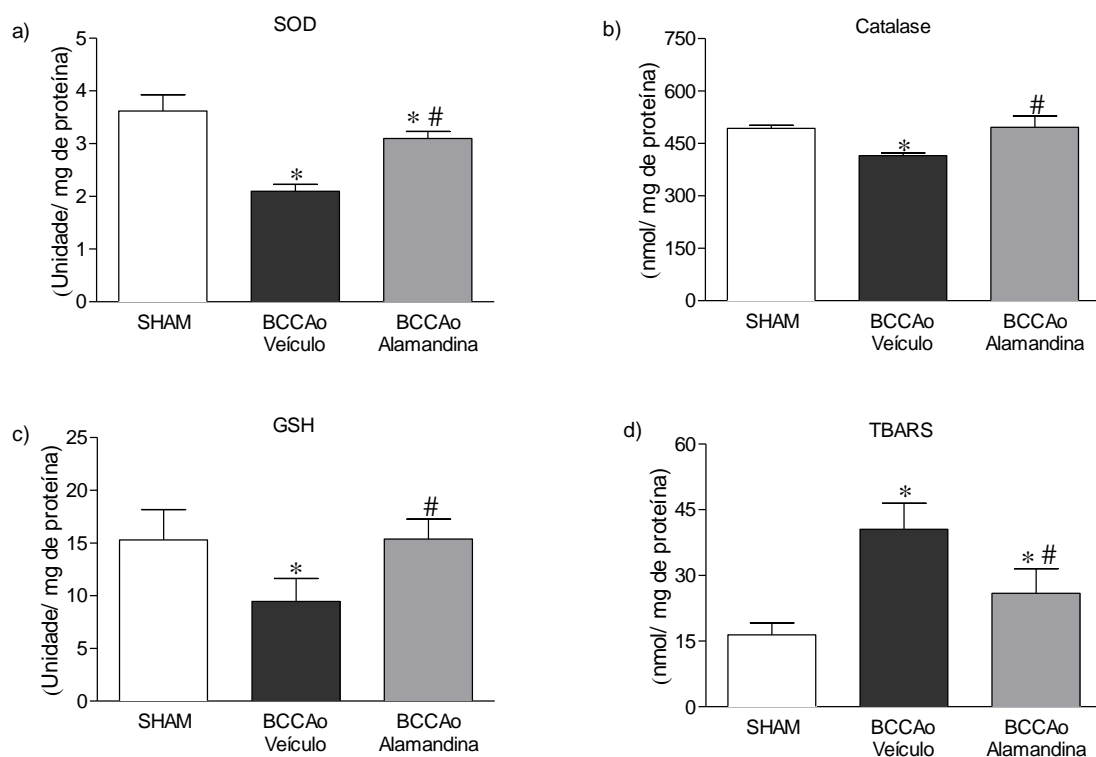 a)
SOD
(Unidade/ mg de proteína)
5
4
3
2
1
0
*
* #
SHAM
BCCAo
Veículo
BCCAo
Alamandina
b)
Catalase
(nmol/ mg de proteína)
750
600
450
300
150
0
*
#
SHAM
BCCAo
Veículo
BCCAo
Alamandina
c)
GSH
(Unidade/ mg de proteína)
25
20
15
10
5
0
*
#
SHAM
BCCAo
Veículo
BCCAo
Alamandina
d)
TBARS
(nmol/ mg de proteína)
60
45
30
15
0
*
* #
SHAM
BCCAo
Veículo
BCCAo
Alamandina